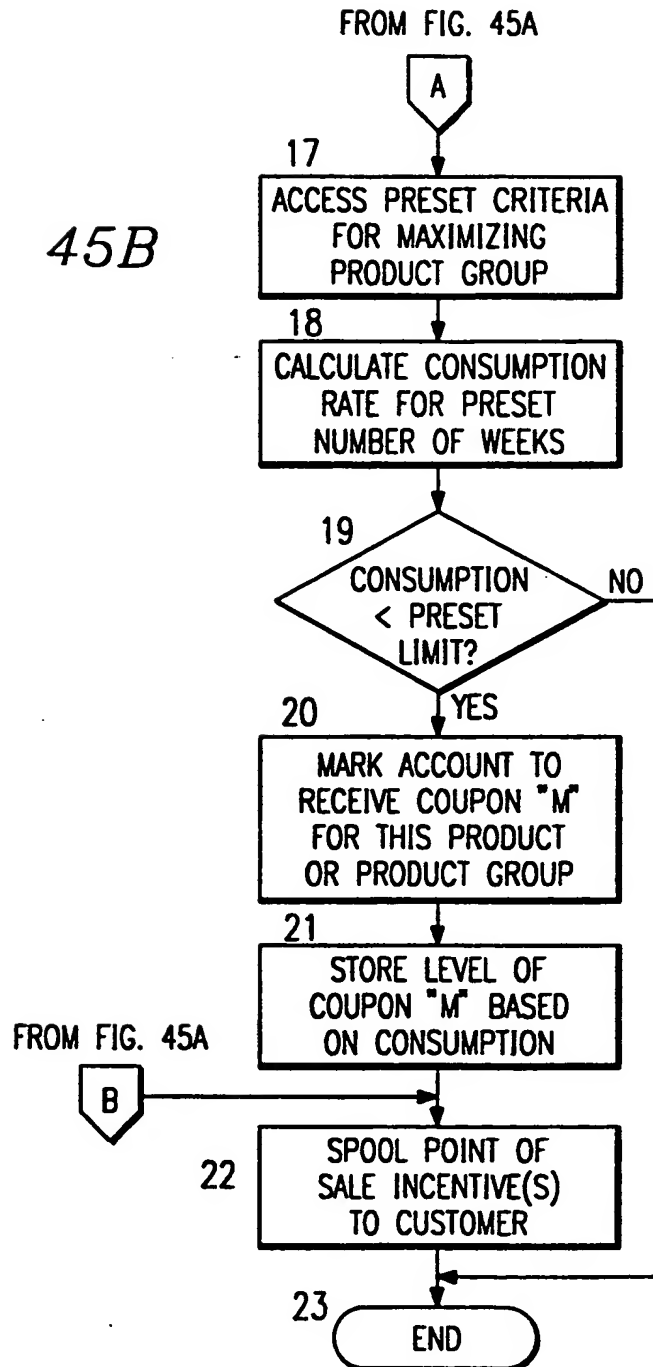 FROM FIG. 45A
A
45B
17
ACCESS PRESET CRITERIA
FOR MAXIMIZING
PRODUCT GROUP
18
CALCULATE CONSUMPTION
RATE FOR PRESET
NUMBER OF WEEKS
19
CONSUMPTION
< PRESET
LIMIT?
NO
YES
20
MARK ACCOUNT TO
RECEIVE COUPON "M"
FOR THIS PRODUCT
OR PRODUCT GROUP
21
STORE LEVEL OF
COUPON "M" BASED
ON CONSUMPTION
FROM FIG. 45A
B
22
SPOOL POINT OF
SALE INCENTIVE(S)
TO CUSTOMER
23
END